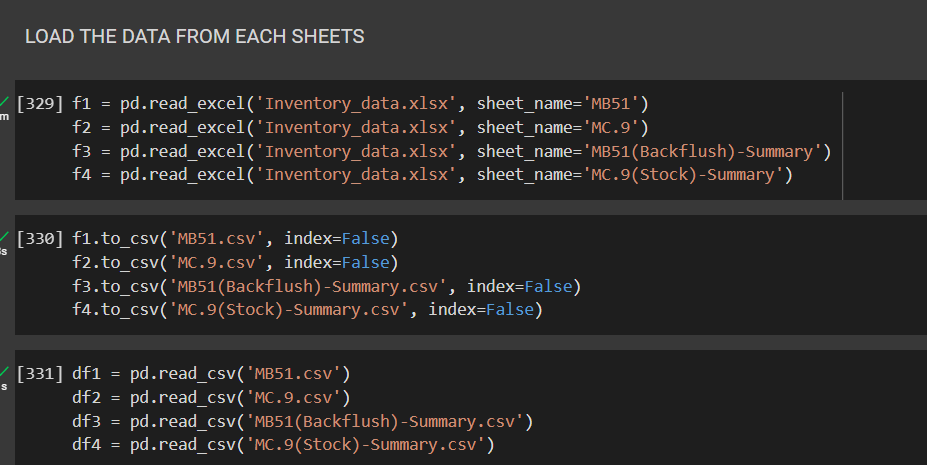 LOAD THE DATA FROM EACH SHEETS
[329] f1 = pd.read_excel('Inventory_data.xlsx', sheet_name='MB51')
m
f2 = pd.read_excel('Inventory_data.xlsx', sheet_name='MC.9')
f3 = pd.read_excel('Inventory_data.xlsx', sheet_name='MB51(Backflush)-Summary')
f4 = pd.read_excel('Inventory_data.xlsx', sheet_name='MC.9(Stock)-Summary')
[330] f1.to_csv('MB51.csv', index=False)
s
f2.to_csv('MC.9.csv', index=False)
f3.to_csv('MB51(Backflush)-Summary.csv', index=False)
f4.to_csv('MC.9(Stock)-Summary.csv', index=False)
[331] df1 = pd.read_csv('MB51.csv')
s
df2 = pd.read_csv('MC.9.csv')
df3 = pd.read_csv('MB51(Backflush)-Summary.csv')
df4 = pd.read_csv('MC.9(Stock)-Summary.csv')